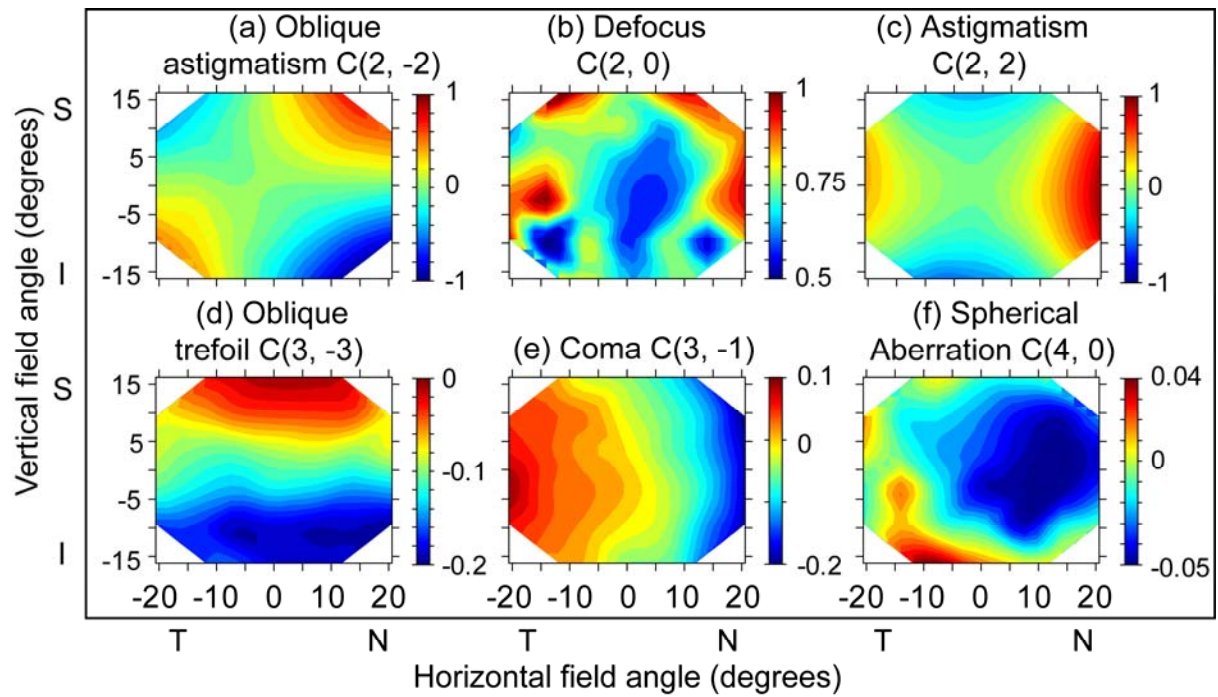 (a) Oblique
astigmatism C(2, -2)
(b) Defocus
C(2, 0)
(c) Astigmatism
C(2, 2)
S
I
15
5
-5
-15
1
0
-1
1
0.75
0.5
1
0
-1
Vertical field angle (degrees)
(d) Oblique
trefoil C(3, -3)
(e) Coma C(3, -1)
(f) Spherical
Aberration C(4, 0)
S
I
15
5
-5
-15
0
-0.1
-0.2
0.1
0
-0.2
0.04
0
-0.05
-20 -10 0 10 20
-20 -10 0 10 20
-20 -10 0 10 20
T N
T N
T N
Horizontal field angle (degrees)